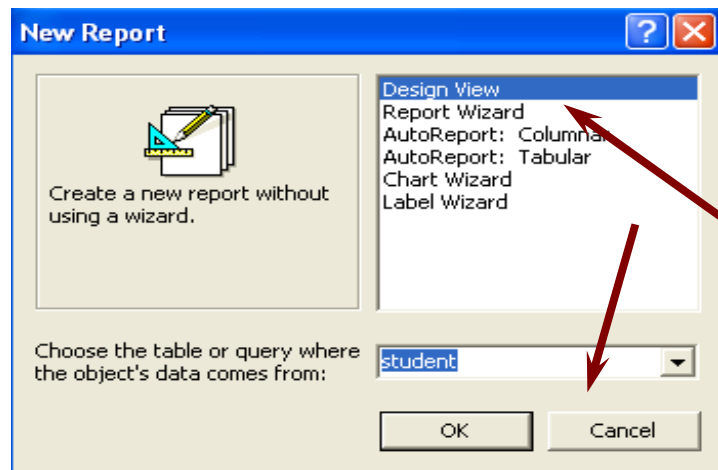 New Report
Design View
Report Wizard
AutoReport: Columnar
AutoReport: Tabular
Chart Wizard
Label Wizard
Create a new report without
using a wizard.
Choose the table or query where
the object's data comes from:
student
OK
Cancel